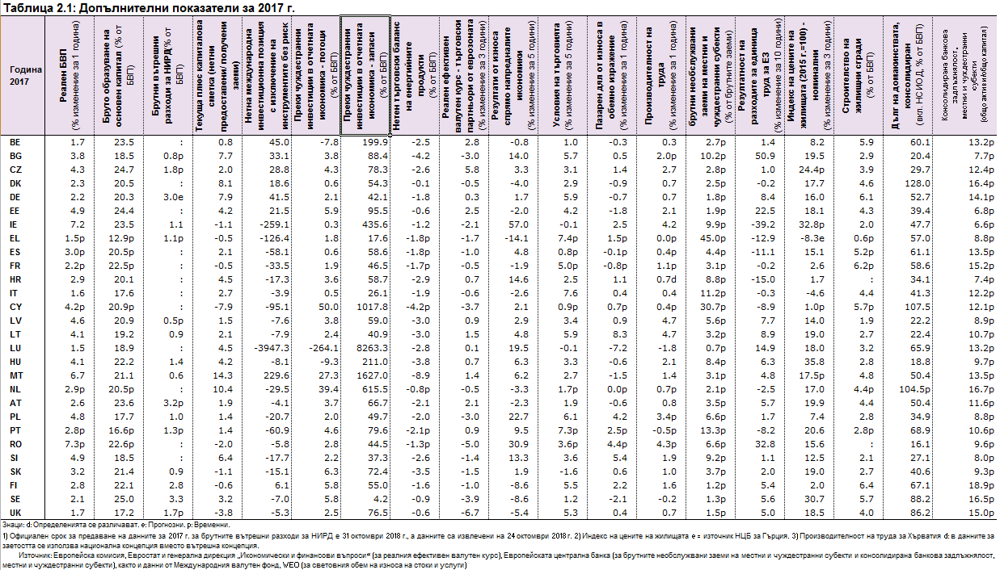 Таблица 2.1: Допълнителни показатели за 2017 г.
Година
2017
Реален БВП
(% изменение за 1 година)
Бруто образуване на
основен капитал (% от
БВП)
Брутни вътрешни
разходи за НИРД(% от
БВП)
Текуща плюс капиталова
сметка (нетни
предоставени/ получени
заеми)
Нетна международна
инвестиционна позиция
с изключение на
инструментите без риск
Преки чуждестранни
инвестиции в отчетната
икономика - потоци
(% от БВП)
Преки чуждестранни
инвестиции в отчетната
икономика - запаси
(% от БВП)
Нетен търговски баланс
на енергийните
продукти
(% от БВП)
Реален ефективен
валутен курс - търговски
партньори от еврозоната
(% изменение за 3 години)
Резултати от износа
спрямо напредналите
икономики
(% изменение за 5 години)
Условията на търговията
(% изменение за 5 години)
Пазарен дял от износа в
обемно изражение
(% изменение за 1 година)
Производителност на
труда
(% изменение за 1 година)
брутни необслужвани
заеми на местни и
чуждестранни субекти
(% от брутните заеми)
Резултатност на
разходите за единица
труд за ЕЗ
(% изменение за 10 години)
Индекс на цените на
жилищата (2015 г.=100) -
номинални
(% изменение за 3 години)
Строителство на
жилищни сгради
(% от БВП)
Дълг на домакинствата,
консолидиран
(вкл. НСИОД, % от БВП)
Консолидирана банкова
задлъжнялост,
местни и чуждестранни
субекти
(общо активи/общо капитал)
BE 1.7 23.5 : 0.8 45.0 -7.8 199.9 -2.5 2.8 -0.8 1.0 -0.3 0.3 2.7p 1.4 8.2 5.9 60.1 13.2p
BG 3.8 18.5 0.8p 7.7 33.1 3.8 88.4 -4.2 -3.0 14.0 5.7 0.5 2.0p 10.2p 50.9 19.5 2.9 20.4 7.7p
CZ 4.3 24.7 1.8p 2.0 28.8 4.3 78.3 -2.6 5.8 3.3 3.1 1.4 2.7 2.8p 1.0 24.4p 3.9 29.7 12.4p
DK 2.3 20.5 : 8.1 18.6 0.6 54.3 -0.1 -0.5 -4.0 2.9 -0.9 0.7 2.5p -0.2 17.7 4.6 128.0 16.4p
DE 2.2 20.3 3.0e 7.9 41.5 2.1 42.1 -1.8 0.3 1.7 5.9 -0.7 0.7 1.8p 8.4 16.0 6.1 52.7 14.1p
EE 4.9 24.4 : 4.2 21.5 5.9 95.5 -0.6 2.5 -2.0 4.2 -1.8 2.1 1.9p 22.5 18.1 4.3 39.4 6.8p
IE 7.2 23.5 1.1 -1.1 -259.1 0.3 435.6 -1.2 -2.1 57.0 -0.1 2.5 4.2 9.9p -39.2 32.8p 2.0 47.7 6.6p
EL 1.5p 12.9p 1.1p -0.5 -126.4 1.8 17.6 -1.8p -1.7 -14.1 7.4p 1.5p 0.0p 45.0p -12.9 -8.3e 0.6p 57.0 8.8p
ES 3.0p 20.5p : 2.1 -58.1 0.6 58.6 -1.8p -1.0 4.8 0.8p -0.1p 0.4p 4.4p -11.1 15.1 5.2p 61.1 13.5p
FR 2.2p 22.5p : -0.5 -33.5 1.9 46.5 -1.7p -0.5 -1.9 5.0p -0.8p 1.1p 3.1p -0.2 2.6 6.2p 58.6 15.2p
HR 2.9 20.1 : 4.5 -17.3 3.6 58.7 -2.9 0.7 14.6 2.5 1.1 0.7d 8.8p -15.0 1.7 : 34.1 7.4p
IT 1.6 17.6 : 2.7 -3.9 0.5 26.1 -1.9 -0.6 -2.6 7.6 0.4 0.4 11.2p -0.3 -4.6 4.4 41.3 12.2p
CY 4.2p 20.9p : -7.9 -95.1 50.0 1017.8 -4.2p -3.7 2.1 0.9p 0.7p 0.4p 30.7p -8.9 1.0p 5.7p 107.5 12.1p
LV 4.6 20.9 0.5p 1.5 -7.6 3.8 59.0 -3.0 0.9 2.9 3.4 0.9 4.7 5.6p 7.7 14.0 1.9 22.2 8.9p
LT 4.1 19.2 0.9 2.1 -7.9 2.4 40.9 -3.0 1.5 4.8 5.9 8.3 4.7 3.2p 8.9 19.0 2.7 22.4 10.7p
LU 1.5 18.9 : 4.5 -3947.3 -264.1 8263.3 -2.8 0.1 19.5 -0.1 -7.2 -1.8 0.7p 14.9 18.0 3.2 65.9 13.2p
HU 4.1 22.2 1.4 4.2 -8.1 -9.3 211.0 -3.8 0.7 6.3 3.3 -0.6 2.1 8.4p 6.3 35.8 2.8 18.8 9.7p
MT 6.7 21.1 0.6 14.3 229.6 27.3 1627.0 -8.9 1.4 6.2 2.7 -1.5 1.4 3.1p 4.8 17.5p 4.8 50.4 13.5p
NL 2.9p 20.5p : 10.4 -29.5 39.4 615.5 -0.8p -0.5 -3.3 1.7p 0.0p 0.7p 2.1p -2.5 17.0 4.4p 104.5p 16.7p
AT 2.6 23.6 3.2p 1.9 -4.1 3.7 66.7 -2.1 2.1 -2.3 1.9 -0.6 0.8 3.5p 5.7 19.9 4.4 50.4 11.6p
PL 4.8 17.7 1.0 1.4 -20.7 2.0 49.7 -2.0 -3.0 22.7 6.1 4.2 3.4p 6.6p 1.7 7.4 2.8 34.9 8.8p
PT 2.8p 16.6p 1.3p 1.4 -60.9 4.6 79.6 -2.1p 0.9 9.5 7.3p 2.5p -0.5p 13.3p -8.2 20.6 2.8p 68.9 10.6p
RO 7.3p 22.6p : -2.0 -5.8 2.8 44.5 -1.3p -5.0 30.9 3.6p 4.4p 4.3p 6.6p 32.8 15.6 : 16.1 9.6p
SI 4.9 18.5 : 6.4 -17.7 2.2 37.3 -2.6 -1.4 13.3 3.6 5.4 1.9 9.2p 1.1 12.5 2.1 27.1 8.0p
SK 3.2 21.4 0.9 -1.1 -15.1 6.3 72.4 -3.5 -1.5 1.9 -1.6 0.6 1.0 3.7p 2.0 19.0 2.7 40.6 9.3p
FI 2.8 22.1 2.8 -0.6 6.1 5.8 55.0 -1.6 -1.0 -8.6 5.5 2.2 1.6 1.2p 5.4 2.0 6.4 67.1 18.9p
SE 2.1 25.0 3.3 3.2 -7.0 5.8 4.2 -0.9 -3.9 -8.6 1.2 -2.1 -0.2 1.3p 5.6 30.7 5.7 88.2 16.5p
UK 1.7 17.2 1.7p -3.8 -5.3 2.5 76.5 -0.6 -6.7 -5.4 5.3 0.4 0.7 1.5p 5.0 18.5 4.0 86.2 15.0p
Знаци: d: Определенията се различават. e: Прогнозни. p: Временни.
1) Официален срок за предаване на данните за 2017 г. за брутните вътрешни разходи за НИРД е 31 октомври 2018 г., а данните са извлечени на 24 октомври 2018 г. 2) Индекс на цените на жилищата e = източник НЦБ за Гърция. 3) Производителност на труда за Хърватия d: в данните за
заетостта се използва национална концепция вместо вътрешна концепция.
Източник: Европейска комисия, Евростат и генерална дирекция „Икономически и финансови въпроси“ (за реалния ефективен валутен курс), Европейската централна банка (за брутните необслужвани заеми на местни и чуждестранни субекти и консолидирана банкова задлъжнялост,
местни и чуждестранни субекти), както и данни от Международния валутен фонд, WEO (за световния обем на износа на стоки и услуги)